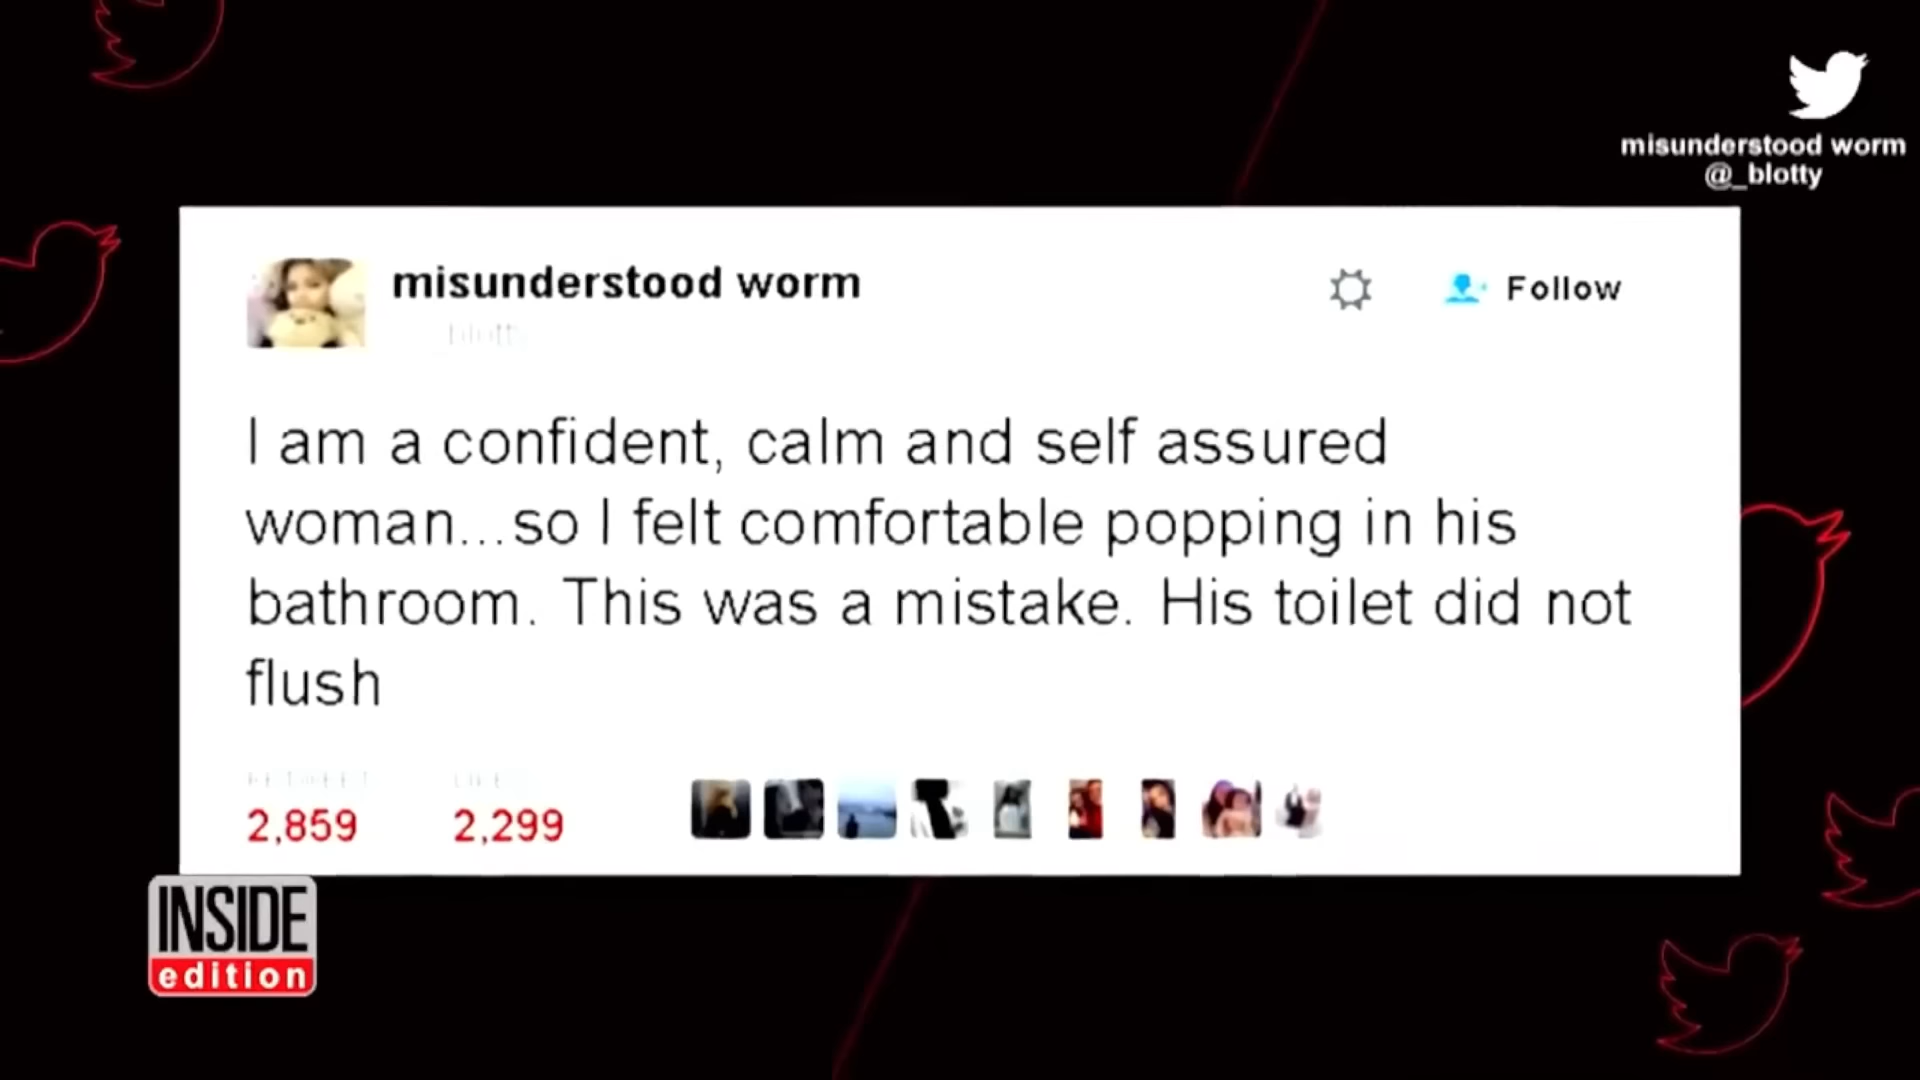 misunderstood worm
@_blotty
misunderstood worm
Follow
I am a confident, calm and self assured
woman...so I felt comfortable popping in his
bathroom. This was a mistake. His toilet did not
flush
2,859
2,299
INSIDE
edition